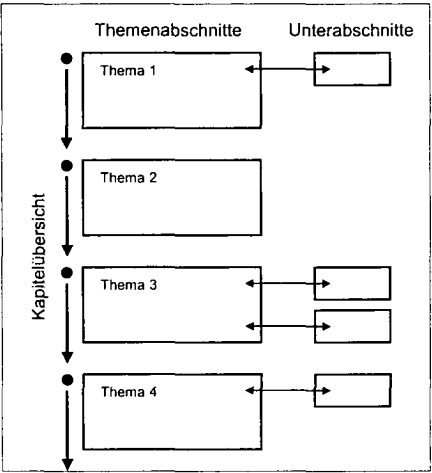 Themenabschnitte Unterabschnitte
Thema 1
Thema 2
Kapitelübersicht
Thema 3
Thema 4